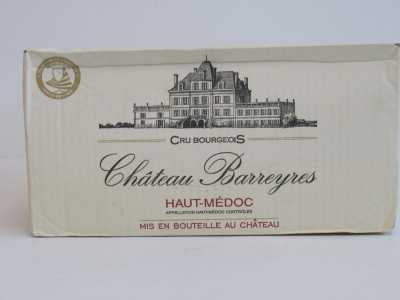 CRU BOURGEOIS
Château Barreyres
HAUT-MÉDOC
APPELLATION HAUT-MÉDOC CONTRÔLÉE
MIS EN BOUTEILLE AU CHÂTEAU